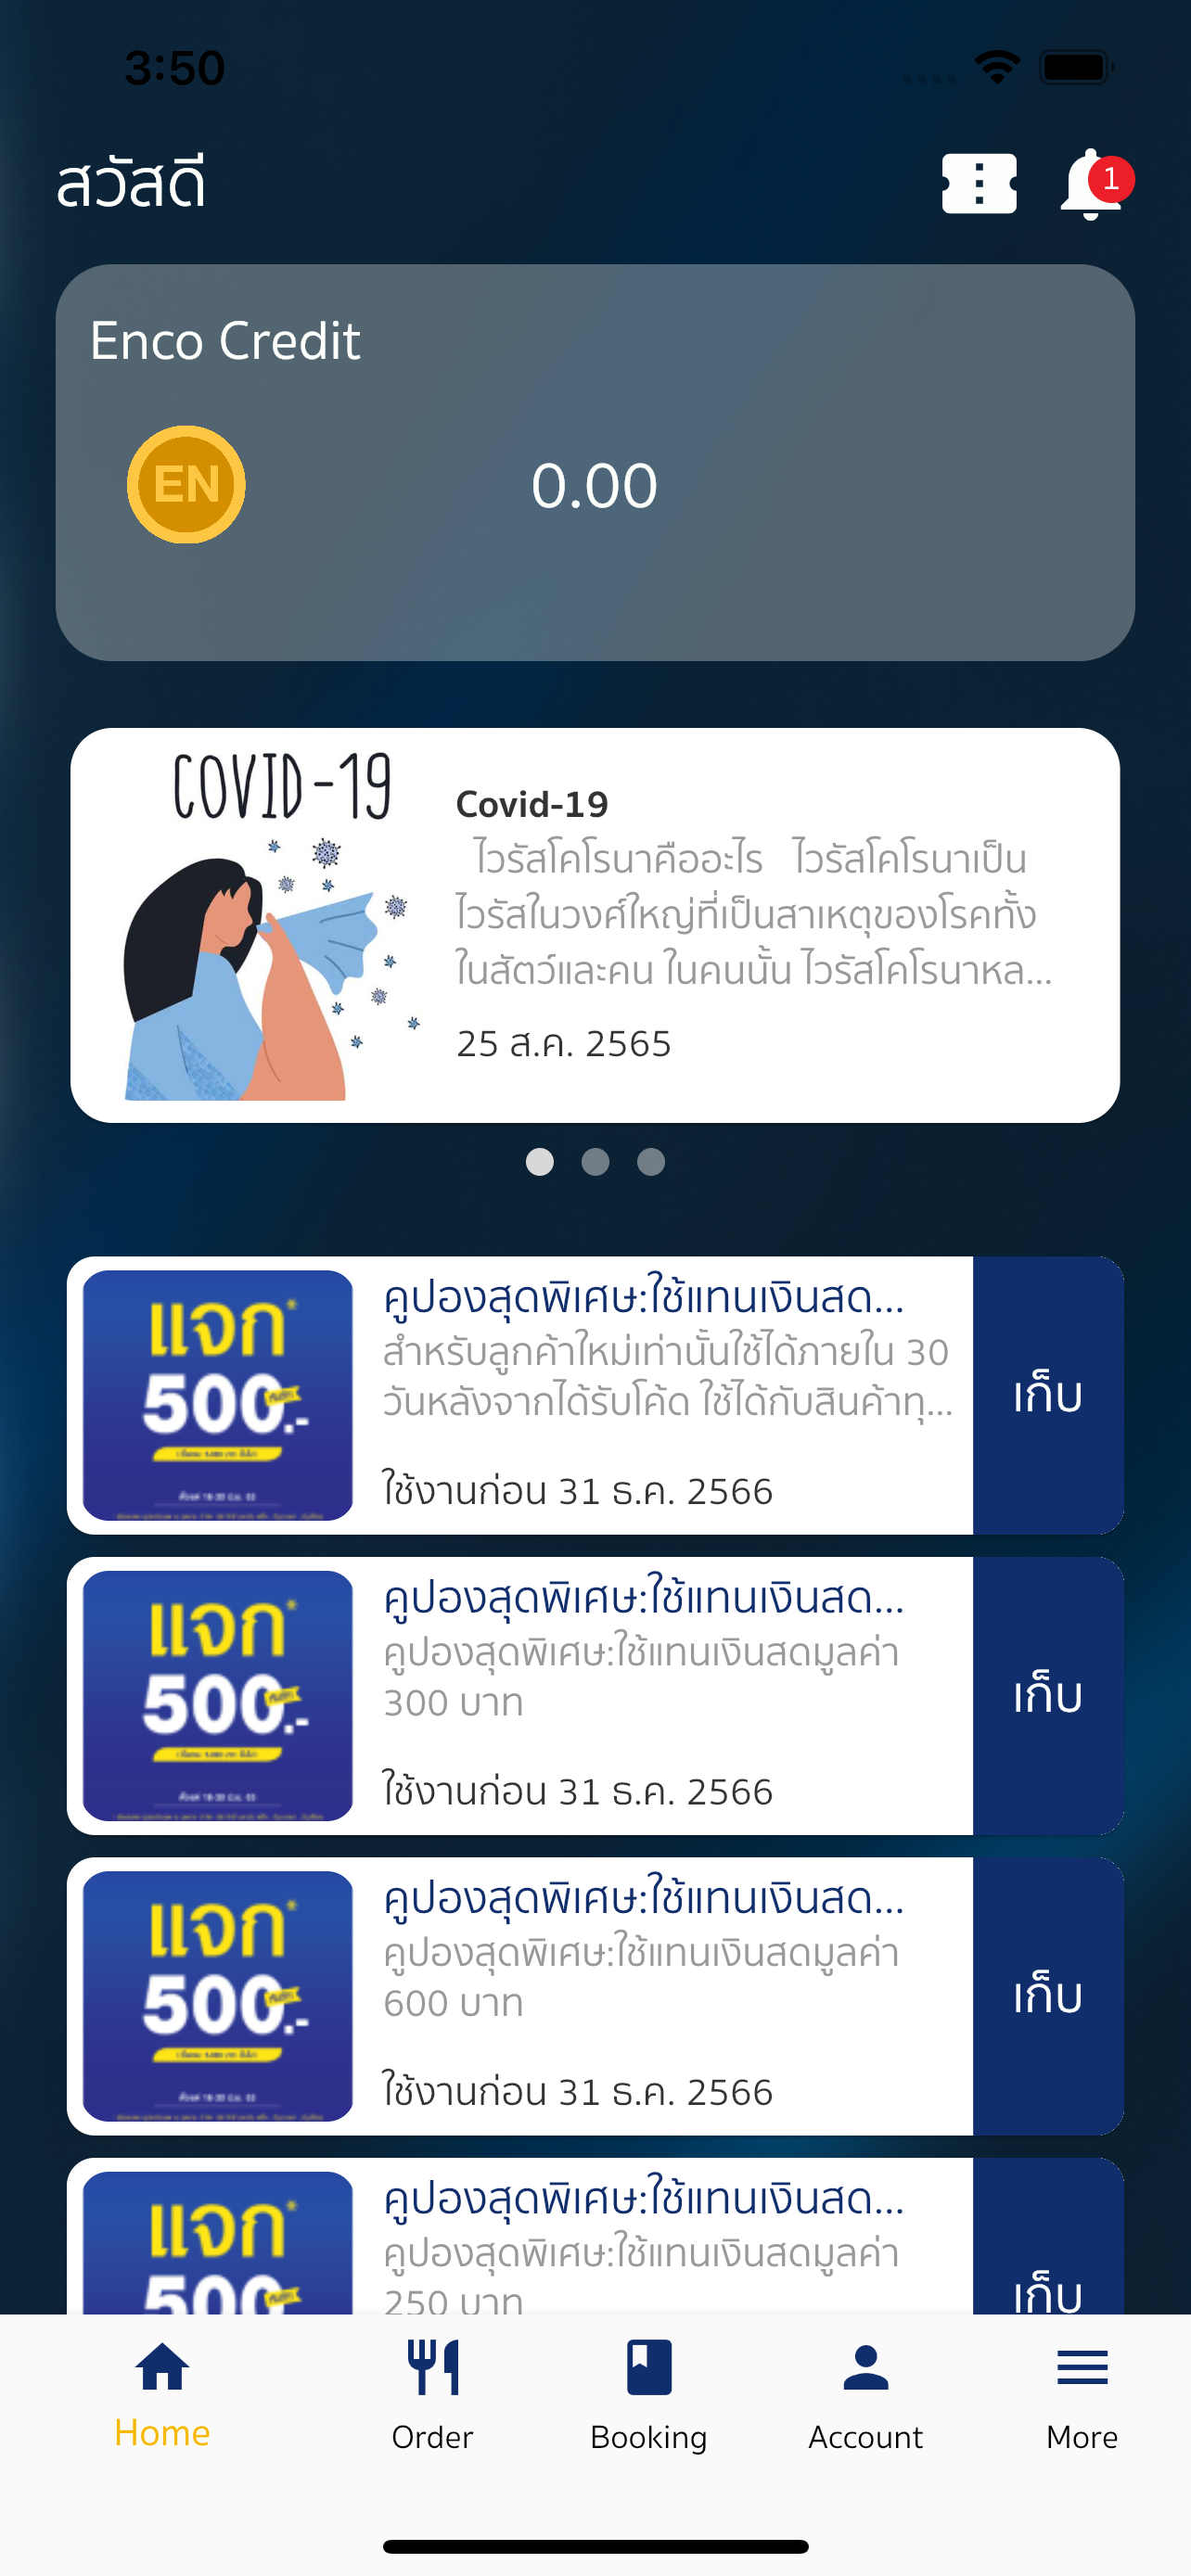 3:50
สวัสดี
1
Enco Credit
EN
0.00
COVID-19
Covid-19
ไวรัสโคโรนาคืออะไร ไวรัสโคโรนาเป็น
ไวรัสในวงศ์ใหญ่ที่เป็นสาเหตุของโรคทั้ง
ในสัตว์และคน ในคนนั้น ไวรัสโคโรนาหล...
25 ส.ค. 2565
แจก*
500.-
คูปองสุดพิเศษ:ใช้แทนเงินสด...
สำหรับลูกค้าใหม่เท่านั้นใช้ได้ภายใน 30
วันหลังจากได้รับโค้ด ใช้ได้กับสินค้าทุ...
ใช้งานก่อน 31 ธ.ค. 2566
เก็บ
แจก*
500.-
คูปองสุดพิเศษ:ใช้แทนเงินสด...
คูปองสุดพิเศษ:ใช้แทนเงินสดมูลค่า
300 บาท
ใช้งานก่อน 31 ธ.ค. 2566
เก็บ
แจก*
500.-
คูปองสุดพิเศษ:ใช้แทนเงินสด...
คูปองสุดพิเศษ:ใช้แทนเงินสดมูลค่า
600 บาท
ใช้งานก่อน 31 ธ.ค. 2566
เก็บ
แจก*
500
คูปองสุดพิเศษ:ใช้แทนเงินสด...
คูปองสุดพิเศษ:ใช้แทนเงินสดมูลค่า
250 บาท
เก็บ
Home
Order
Booking
Account
More